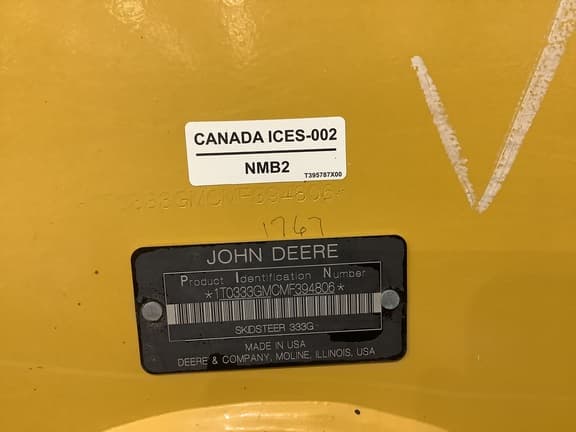 CANADA ICES-002
NMB2
T395787X00
*1T0333GMCMF394806*
1767
JOHN DEERE
Product Identification Number
*1T0333GMCMF394806*
SKIDSTEER 333G
MADE IN USA
DEERE & COMPANY, MOLINE, ILLINOIS, USA